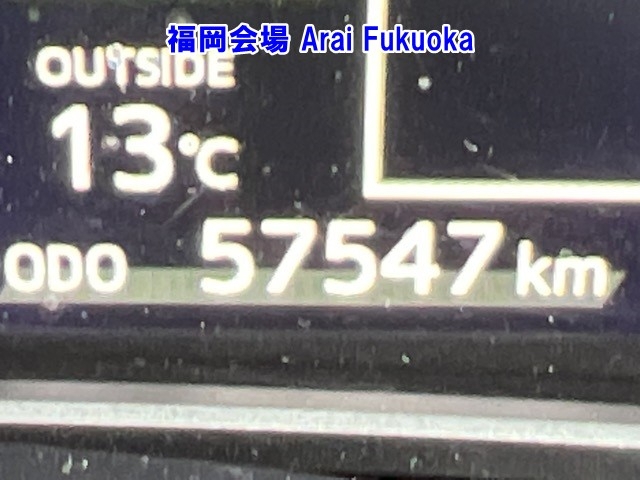 福岡会場 Arai Fukuoka
OUTSIDE
13℃
ODO 57547 km